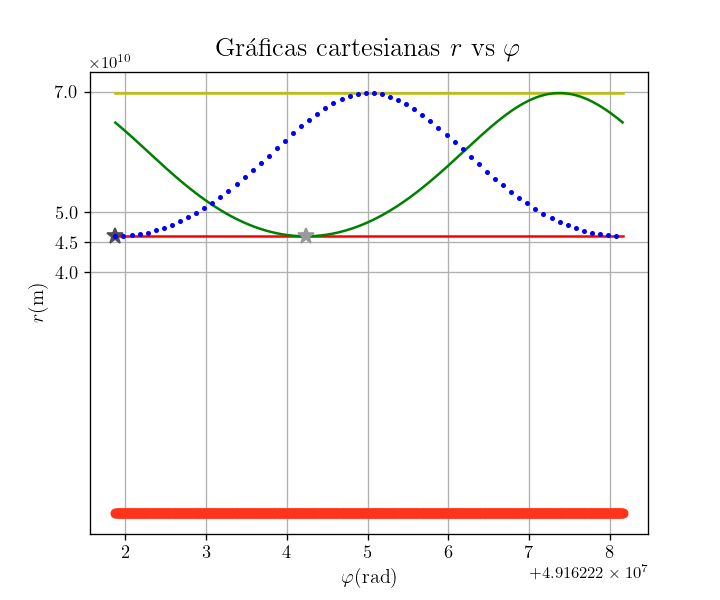 Gráficas cartesianas r vs φ
×10¹⁰
7.0
5.0
4.5
4.0
r(m)
2 3 4 5 6 7 8
φ(rad)
+4.916222 × 10⁷